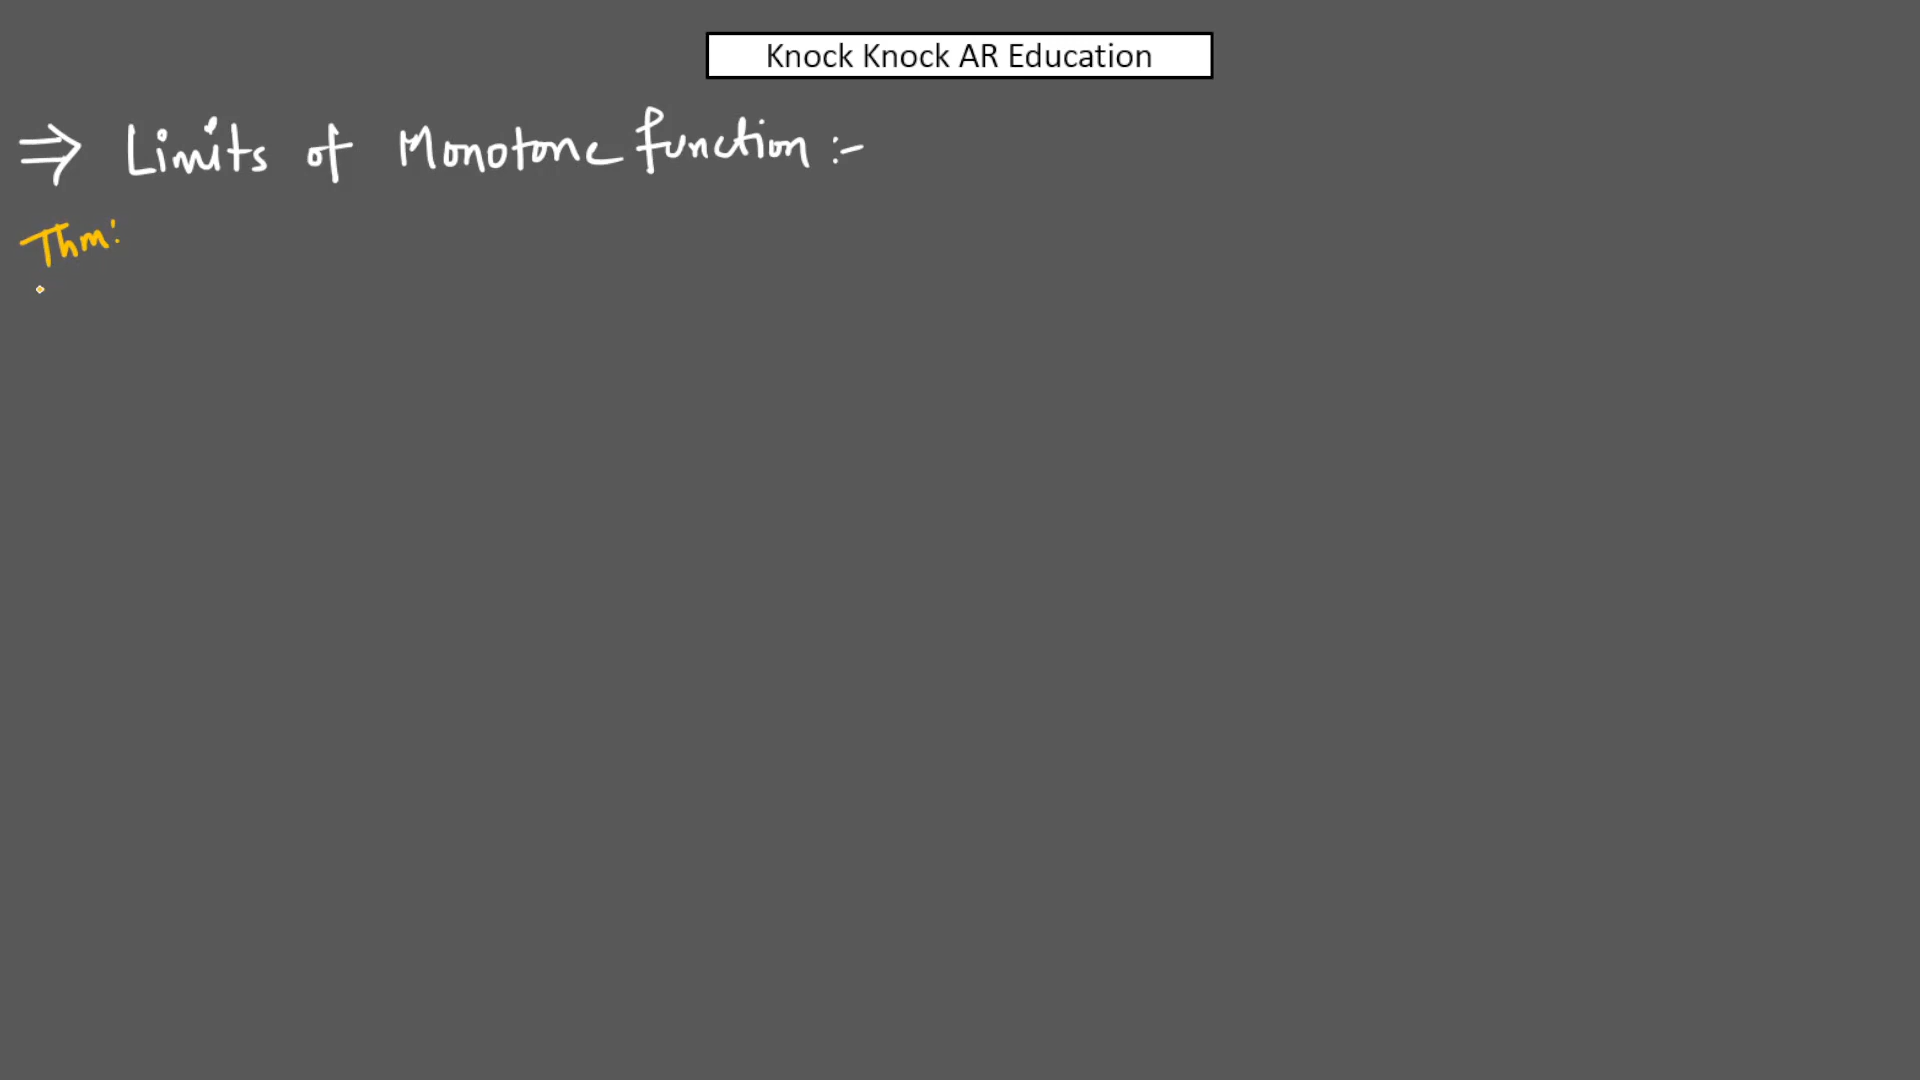 Knock Knock AR Education
⇒ Limits of Monotone function :-
Thm: